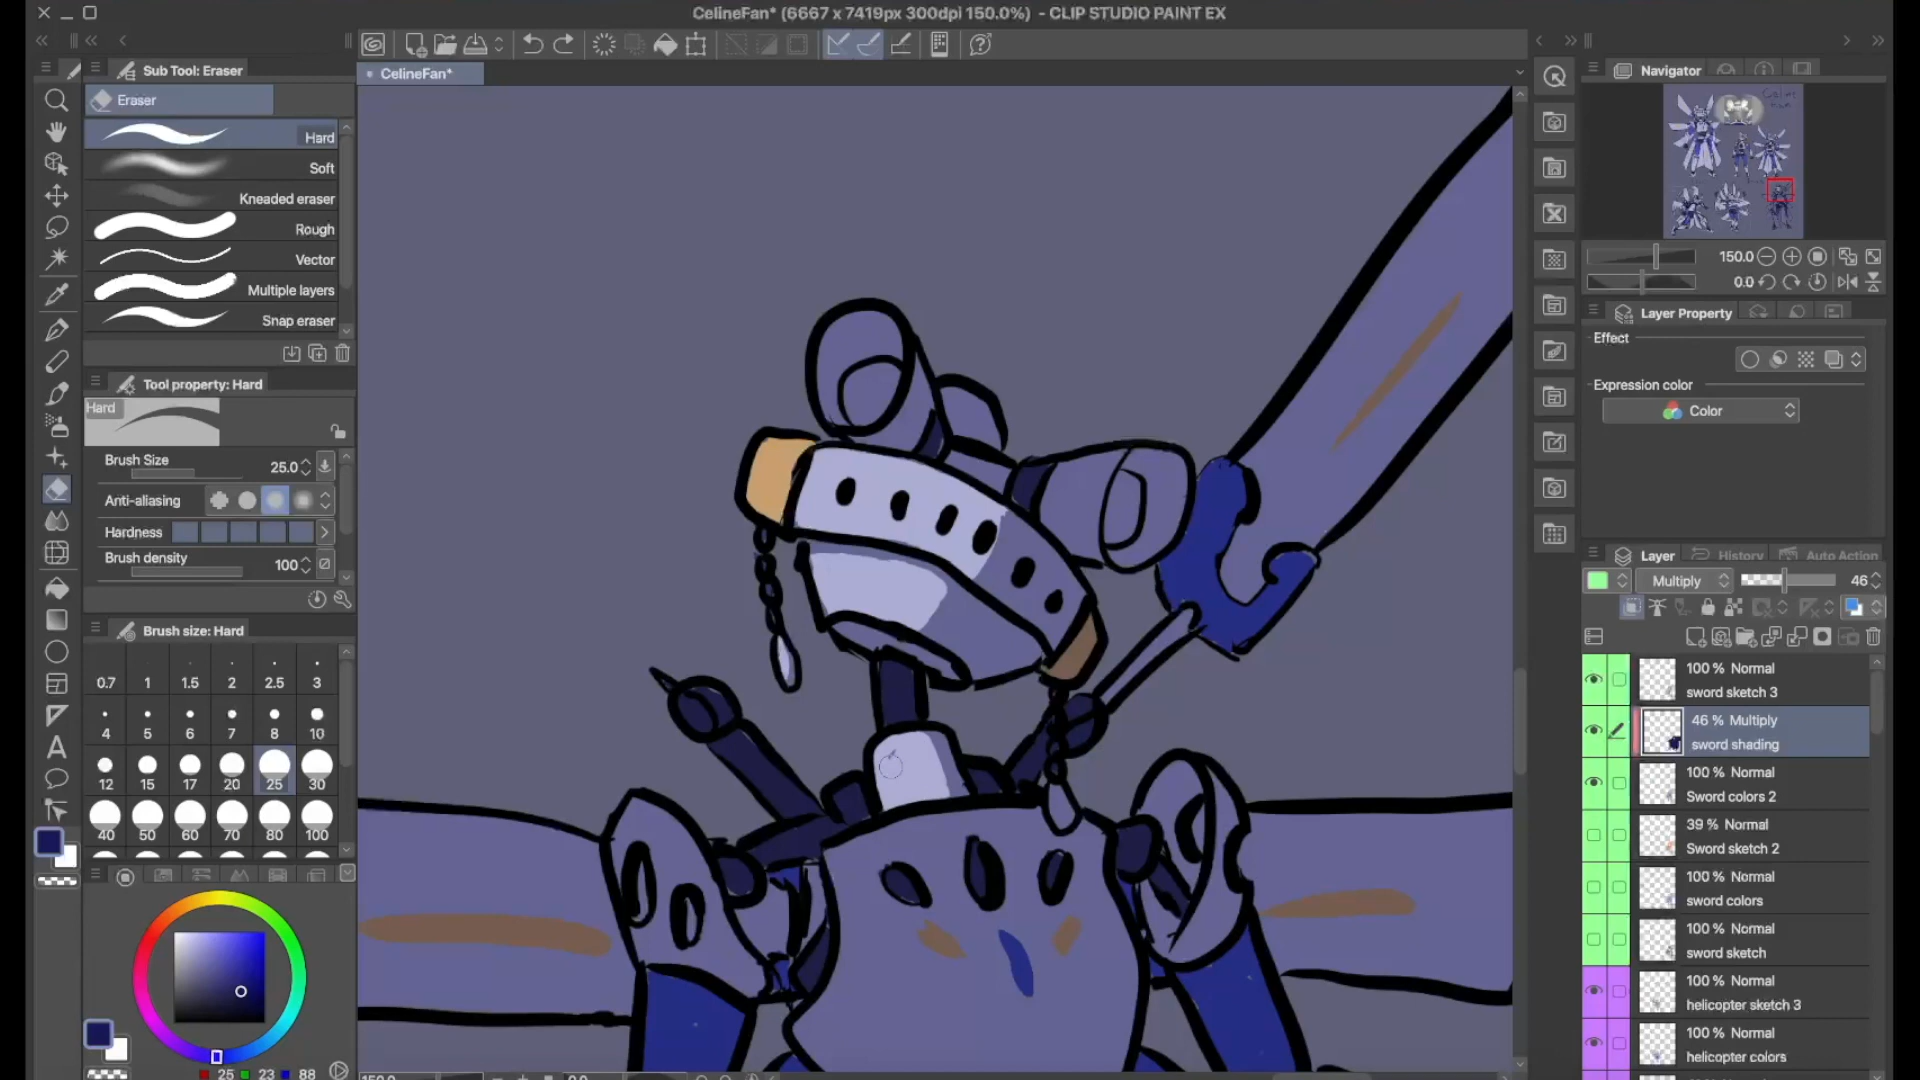 CelineFan* (6667 x 7419px 300dpi 150.0%) - CLIP STUDIO PAINT EX
Sub Tool: Eraser
CelineFan*
Navigator
Eraser
Hard
Soft
Kneaded eraser
Rough
Vector
Multiple layers
Snap eraser
150.0
0.0
Layer Property
Effect
Expression color
Color
Tool property: Hard
Hard
Brush Size
25.0
Anti-aliasing
Hardness
Brush density
100
Brush size: Hard
0.7 1 1.5 2 2.5 3
4 5 6 7 8 10
12 15 17 20 25 30
40 50 60 70 80 100
25 23 88
150.0
0.0
Layer
History
Auto Action
Multiply
46
100 % Normal
sword sketch 3
46 % Multiply
sword shading
100 % Normal
Sword colors 2
39 % Normal
Sword sketch 2
100 % Normal
sword colors
100 % Normal
sword sketch
100 % Normal
helicopter sketch 3
100 % Normal
helicopter colors